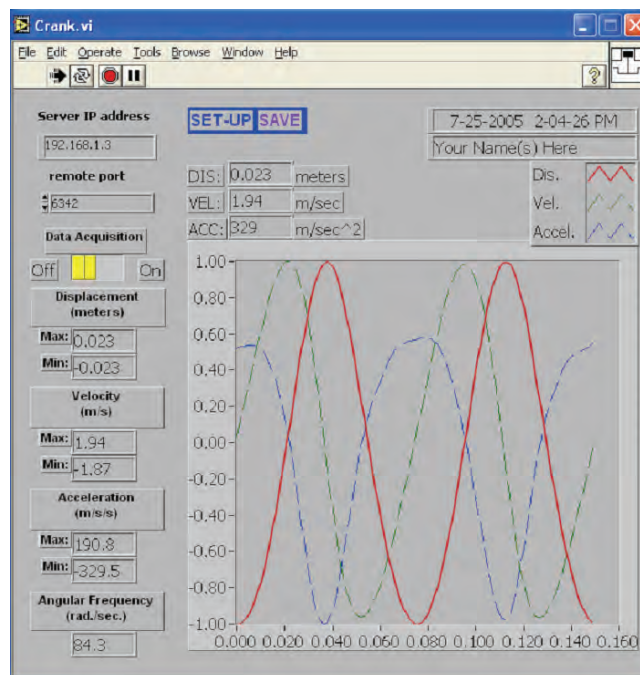 Crank.vi
File Edit Operate Tools Browse Window Help
?
Server IP address
192.168.1.3
remote port
6342
Data Acquisition
Off On
Displacement
(meters)
Max: 0.023
Min: -0.023
Velocity
(m/s)
Max: 1.94
Min: -1.87
Acceleration
(m/s/s)
Max: 190.8
Min: -329.5
Angular Frequency
(rad./sec.)
84.3
SET-UP SAVE
7-25-2005 2-04-26 PM
Your Name(s) Here
DIS: 0.023 meters
VEL: 1.94 m/sec
ACC: 329 m/sec^2
Dis.
Vel.
Accel.
1.00
0.80
0.60
0.40
0.20
0.00
-0.20
-0.40
-0.60
-0.80
-1.00
0.000 0.020 0.040 0.060 0.080 0.100 0.120 0.140 0.160